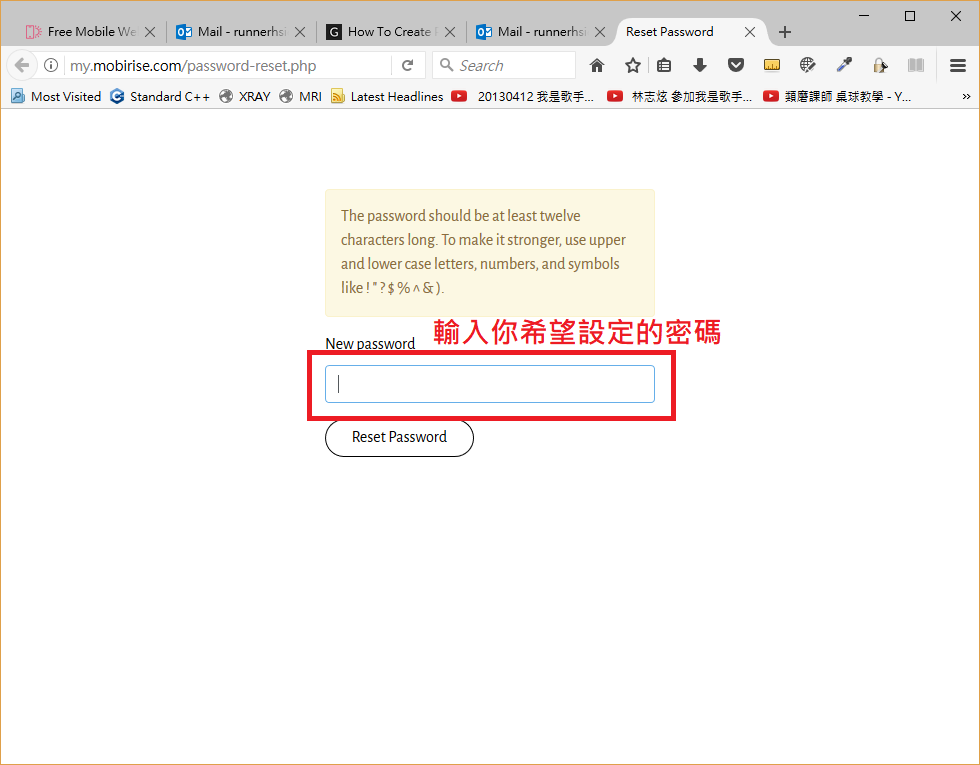 Free Mobile We
Mail - runnerhsi
How To Create
Mail - runnerhsi
Reset Password
my.mobirise.com/password-reset.php
Search
Most Visited
Standard C++
XRAY
MRI
Latest Headlines
20130412 我是歌手...
林志炫 參加我是歌手...
類磨課師 桌球教學 - Y...
The password should be at least twelve
characters long. To make it stronger, use upper
and lower case letters, numbers, and symbols
like ! " ? $ % ^ & ).
New password
輸入你希望設定的密碼
Reset Password